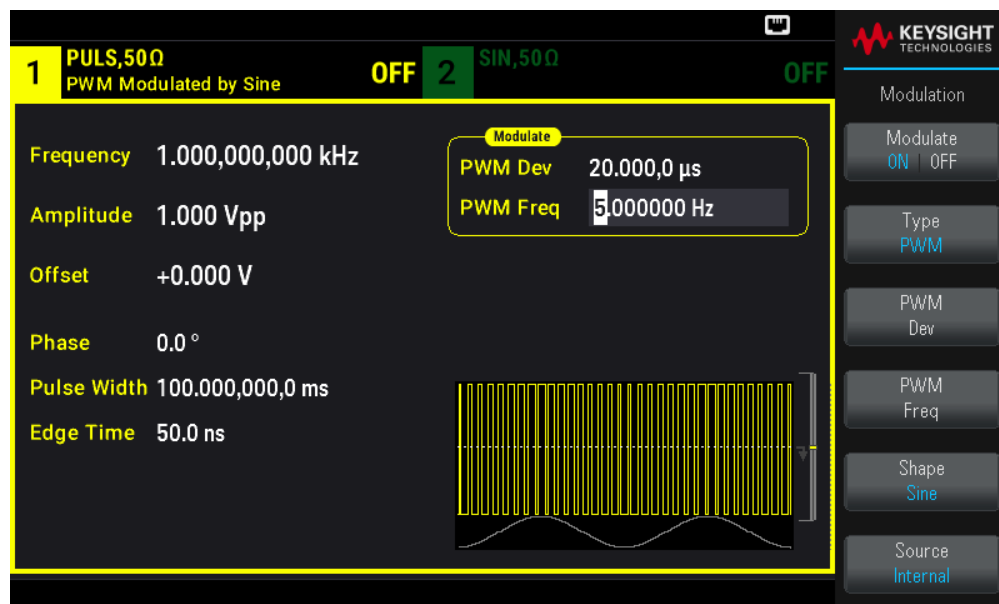 KEYSIGHT
TECHNOLOGIES
1
PULS,50Ω
PWM Modulated by Sine
OFF
2
SIN,50Ω
OFF
Frequency 1.000,000,000 kHz
Amplitude 1.000 Vpp
Offset +0.000 V
Phase 0.0 °
Pulse Width 100.000,000,0 ms
Edge Time 50.0 ns
Modulate
PWM Dev 20.000,0 µs
PWM Freq 5.000000 Hz
Modulation
Modulate
ON | OFF
Type
PWM
PWM
Dev
PWM
Freq
Shape
Sine
Source
Internal